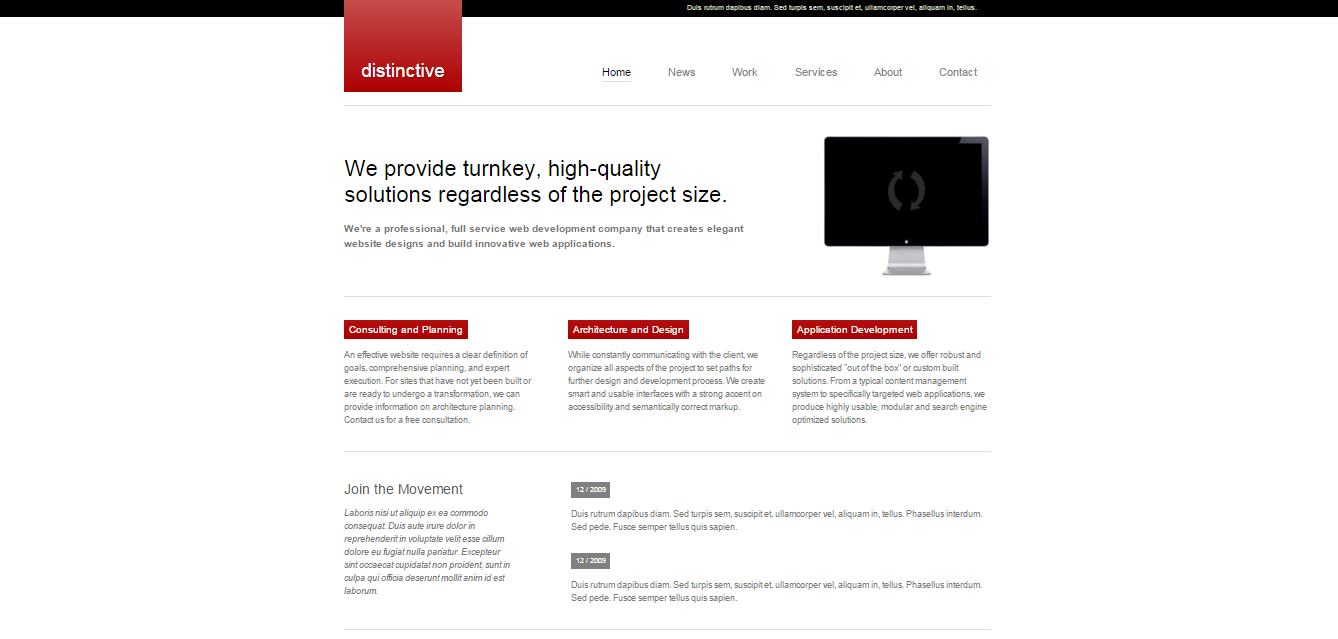 Duis rutrum dapibus diam. Sed turpis sem, suscipit et, ullamcorper vel, aliquam in, tellus.
distinctive
Home News Work Services About Contact
We provide turnkey, high-quality
solutions regardless of the project size.
We're a professional, full service web development company that creates elegant
website designs and build innovative web applications.
Consulting and Planning
An effective website requires a clear definition of
goals, comprehensive planning, and expert
execution. For sites that have not yet been built or
are ready to undergo a transformation, we can
provide information on architecture planning.
Contact us for a free consultation.
Architecture and Design
While constantly communicating with the client, we
organize all aspects of the project to set paths for
further design and development process. We create
smart and usable interfaces with a strong accent on
accessibility and semantically correct markup.
Application Development
Regardless of the project size, we offer robust and
sophisticated "out of the box" or custom built
solutions. From a typical content management
system to specifically targeted web applications, we
produce highly usable, modular and search engine
optimized solutions.
Join the Movement
Laboris nisi ut aliquip ex ea commodo
consequat. Duis aute irure dolor in
reprehenderit in voluptate velit esse cillum
dolore eu fugiat nulla pariatur. Excepteur
sint occaecat cupidatat non proident, sunt in
culpa qui officia deserunt mollit anim id est
laborum.
12 / 2009
Duis rutrum dapibus diam. Sed turpis sem, suscipit et, ullamcorper vel, aliquam in, tellus. Phasellus interdum.
Sed pede. Fusce semper tellus quis sapien.
12 / 2009
Duis rutrum dapibus diam. Sed turpis sem, suscipit et, ullamcorper vel, aliquam in, tellus. Phasellus interdum.
Sed pede. Fusce semper tellus quis sapien.